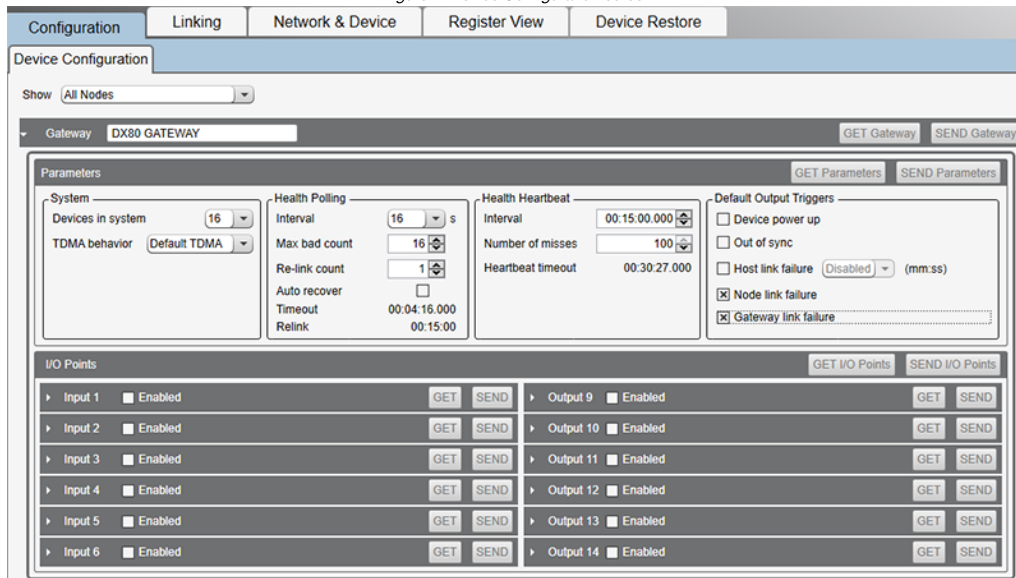 Configuration
Linking
Network & Device
Register View
Device Restore
Device Configuration
Show All Nodes
Gateway DX80 GATEWAY GET Gateway SEND Gateway
Parameters GET Parameters SEND Parameters
System
Devices in system 16
TDMA behavior Default TDMA
Health Polling
Interval 16 s
Max bad count 16
Re-link count 1
Auto recover
Timeout 00:04:16.000
Relink 00:15:00
Health Heartbeat
Interval 00:15:00.000
Number of misses 100
Heartbeat timeout 00:30:27.000
Default Output Triggers
Device power up
Out of sync
Host link failure Disabled (mm:ss)
Node link failure
Gateway link failure
I/O Points GET I/O Points SEND I/O Points
Input 1 Enabled GET SEND
Output 9 Enabled GET SEND
Input 2 Enabled GET SEND
Output 10 Enabled GET SEND
Input 3 Enabled GET SEND
Output 11 Enabled GET SEND
Input 4 Enabled GET SEND
Output 12 Enabled GET SEND
Input 5 Enabled GET SEND
Output 13 Enabled GET SEND
Input 6 Enabled GET SEND
Output 14 Enabled GET SEND